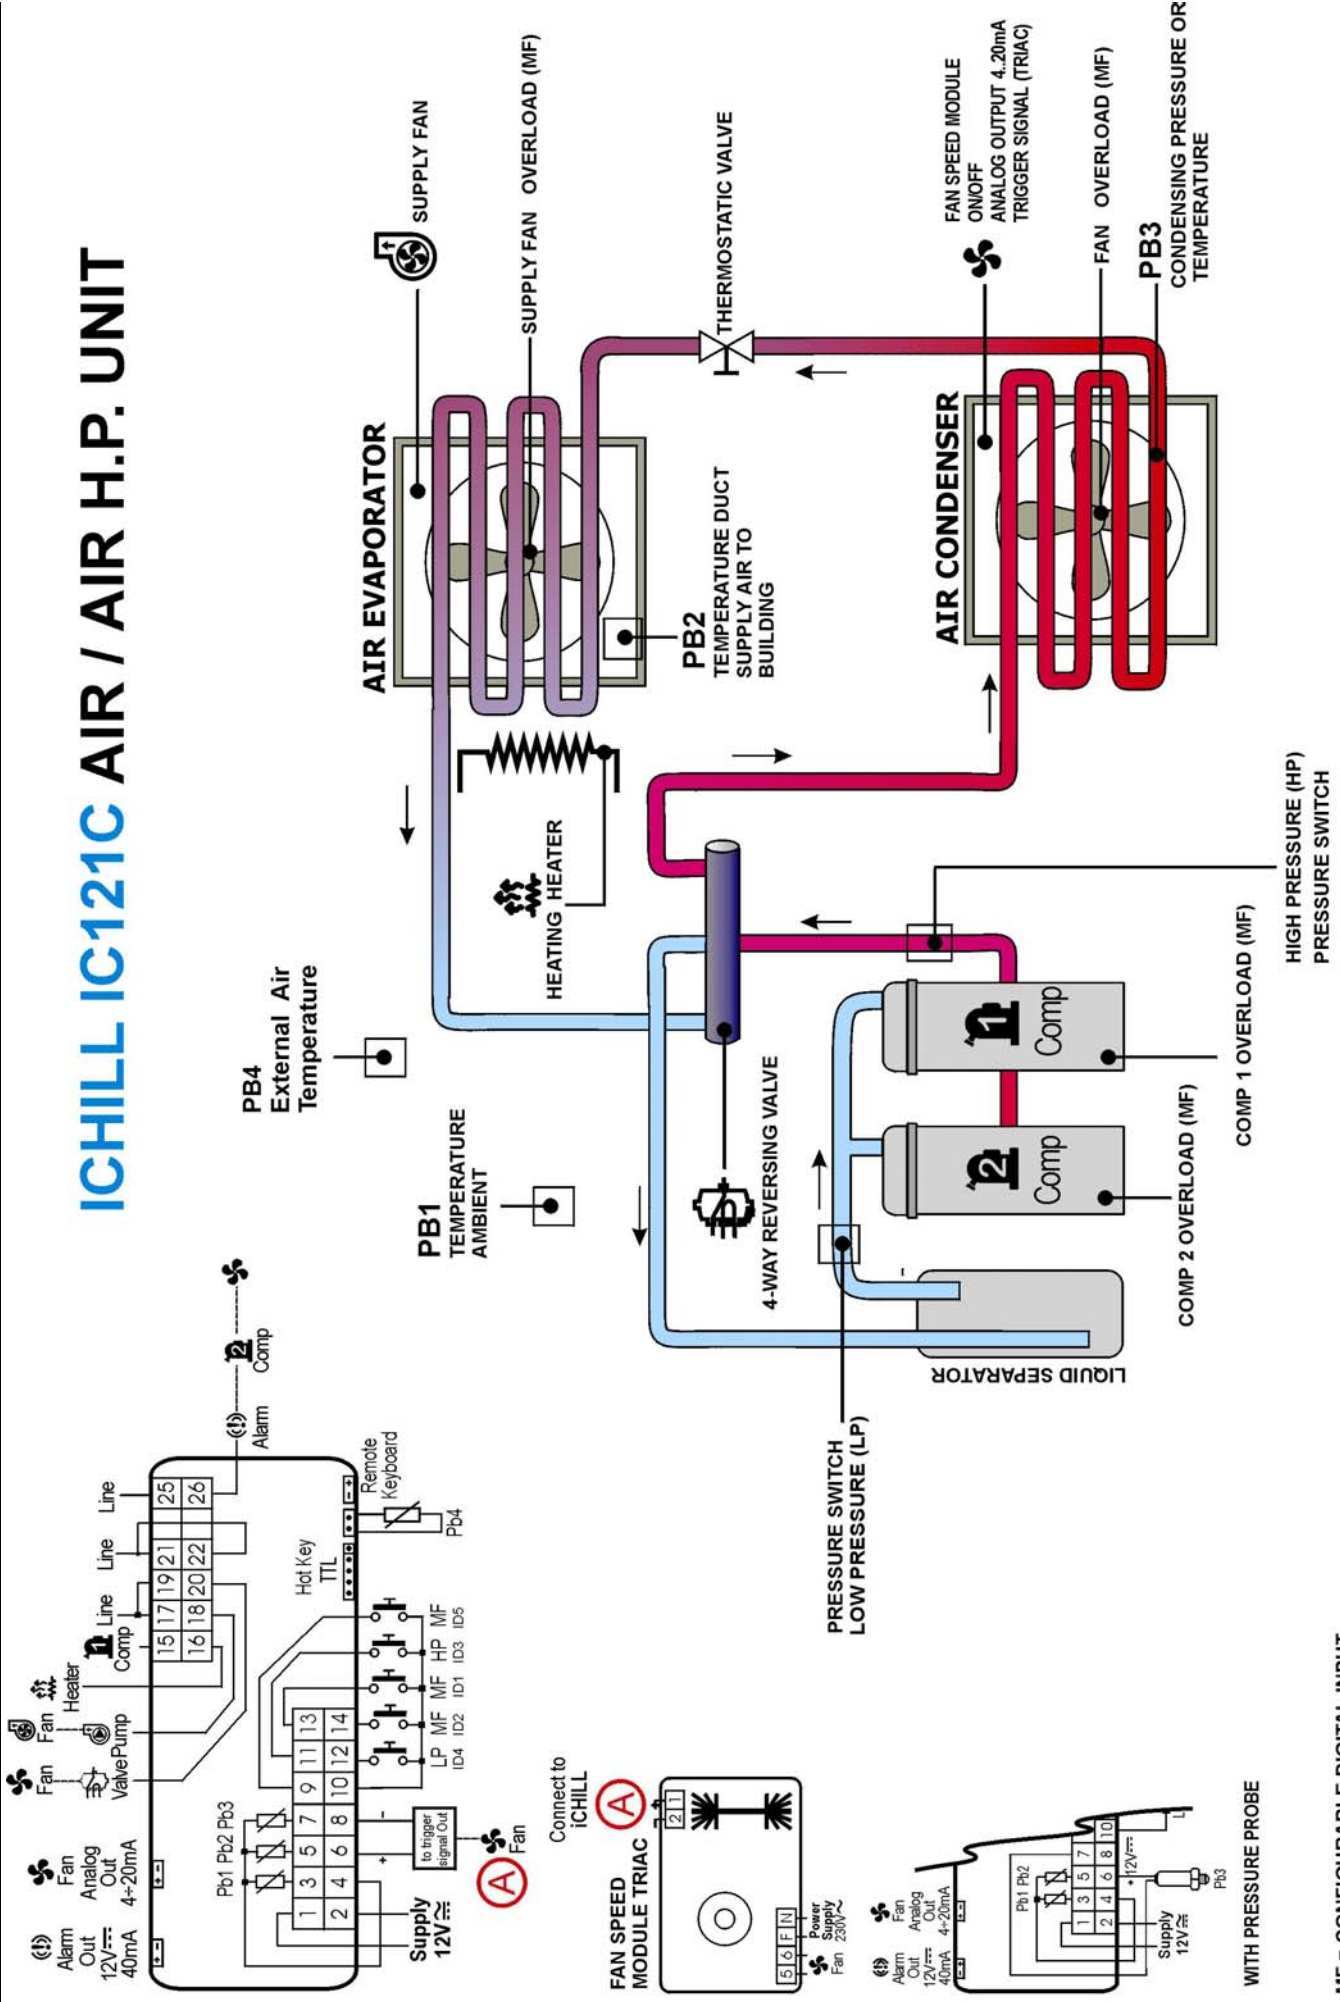 ICHILL IC121C AIR / AIR H.P. UNIT
Alarm
Out
12V
40mA
Fan
Analog
Out
4÷20mA
Fan
Valve
Fan
Pump
Heater
Comp
1
Line
Line
Line
15 17 19 21 25
16 18 20 22 26
Alarm
2
Comp
Pb1 Pb2 Pb3
1 3 5 7 9 11 13
2 4 6 8 10 12 14
Hot Key
TTL
Remote
Keyboard
Pb4
Supply
12V
+ -
to trigger
signal Out
A
Fan
LP MF MF HP MF
ID4 ID2 ID1 ID3 ID5
Connect to
iCHILL
A
FAN SPEED
MODULE TRIAC
2 1
5 6 F N
Fan
Power
Supply
230V~
Alarm
Out
12V
40mA
Fan
Analog
Out
4÷20mA
Pb1 Pb2
1 3 5 7
2 4 6 8 10
Supply
12V
+12V
Pb3
WITH PRESSURE PROBE
MF = CONFIGURABLE DIGITAL INPUT
PB4
External Air
Temperature
PB1
TEMPERATURE
AMBIENT
AIR EVAPORATOR
SUPPLY FAN
SUPPLY FAN OVERLOAD (MF)
PB2
TEMPERATURE DUCT
SUPPLY AIR TO
BUILDING
HEATING HEATER
THERMOSTATIC VALVE
4-WAY REVERSING VALVE
AIR CONDENSER
FAN SPEED MODULE
ON/OFF
ANALOG OUTPUT 4..20mA
TRIGGER SIGNAL (TRIAC)
FAN OVERLOAD (MF)
PB3
CONDENSING PRESSURE OR
TEMPERATURE
PRESSURE SWITCH
LOW PRESSURE (LP)
LIQUID SEPARATOR
2
Comp
1
Comp
COMP 2 OVERLOAD (MF)
COMP 1 OVERLOAD (MF)
HIGH PRESSURE (HP)
PRESSURE SWITCH